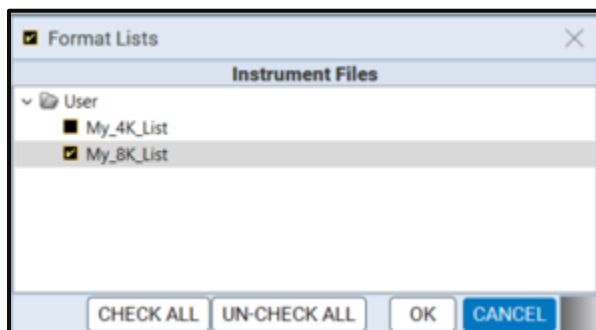 Format Lists
Instrument Files
User
My_4K_List
My_8K_List
CHECK ALL UN-CHECK ALL OK CANCEL